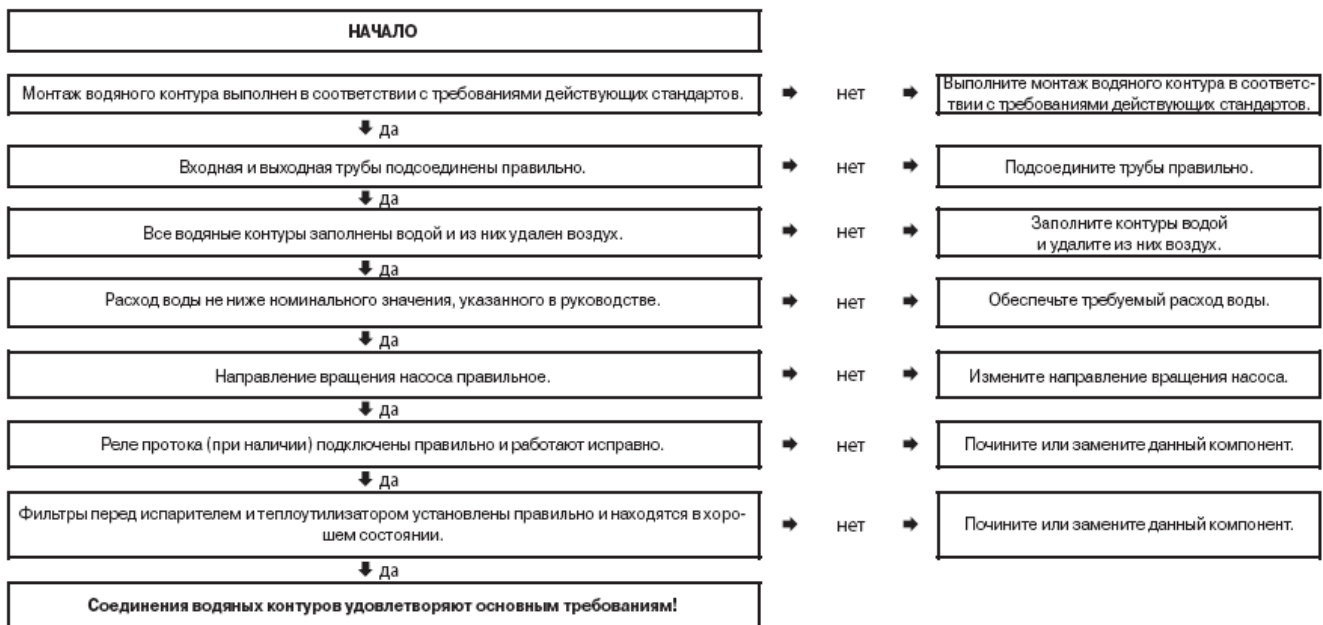 НАЧАЛО
Монтаж водяного контура выполнен в соответствии с требованиями действующих стандартов.
нет
Выполните монтаж водяного контура в соответс-
твии с требованиями действующих стандартов.
да
Входная и выходная трубы подсоединены правильно.
нет
Подсоедините трубы правильно.
да
Все водяные контуры заполнены водой и из них удален воздух.
нет
Заполните контуры водой
и удалите из них воздух.
да
Расход воды не ниже номинального значения, указанного в руководстве.
нет
Обеспечьте требуемый расход воды.
да
Направление вращения насоса правильное.
нет
Измените направление вращения насоса.
да
Реле протока (при наличии) подключены правильно и работают исправно.
нет
Почините или замените данный компонент.
да
Фильтры перед испарителем и теплоутилизатором установлены правильно и находятся в хоро-
шем состоянии.
нет
Почините или замените данный компонент.
да
Соединения водяных контуров удовлетворяют основным требованиям!